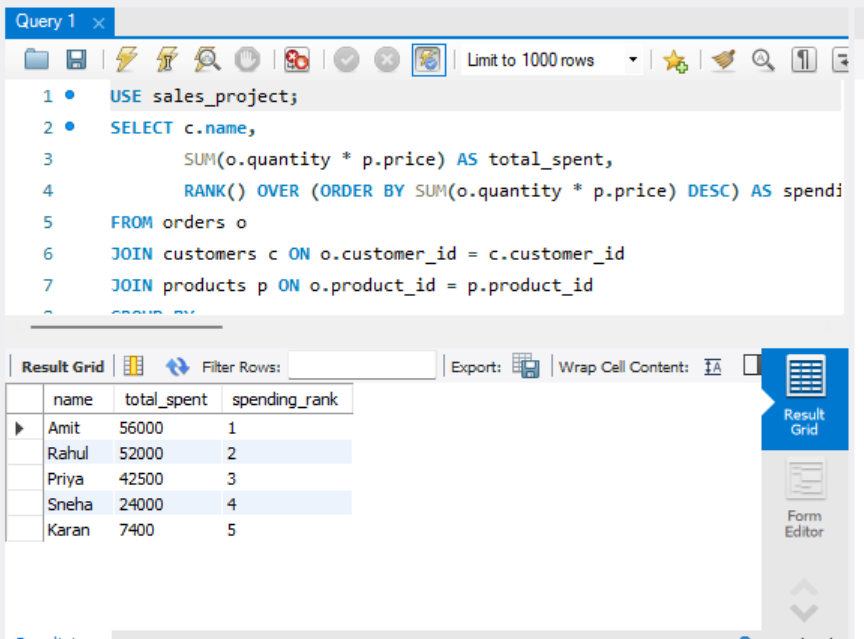 Query 1
Limit to 1000 rows
1 USE sales_project;
2 SELECT c.name,
3 SUM(o.quantity * p.price) AS total_spent,
4 RANK() OVER (ORDER BY SUM(o.quantity * p.price) DESC) AS spendi
5 FROM orders o
6 JOIN customers c ON o.customer_id = c.customer_id
7 JOIN products p ON o.product_id = p.product_id
Result Grid Filter Rows: Export: Wrap Cell Content: IA
name total_spent spending_rank
Amit 56000 1
Rahul 52000 2
Priya 42500 3
Sneha 24000 4
Karan 7400 5
Result
Grid
Form
Editor